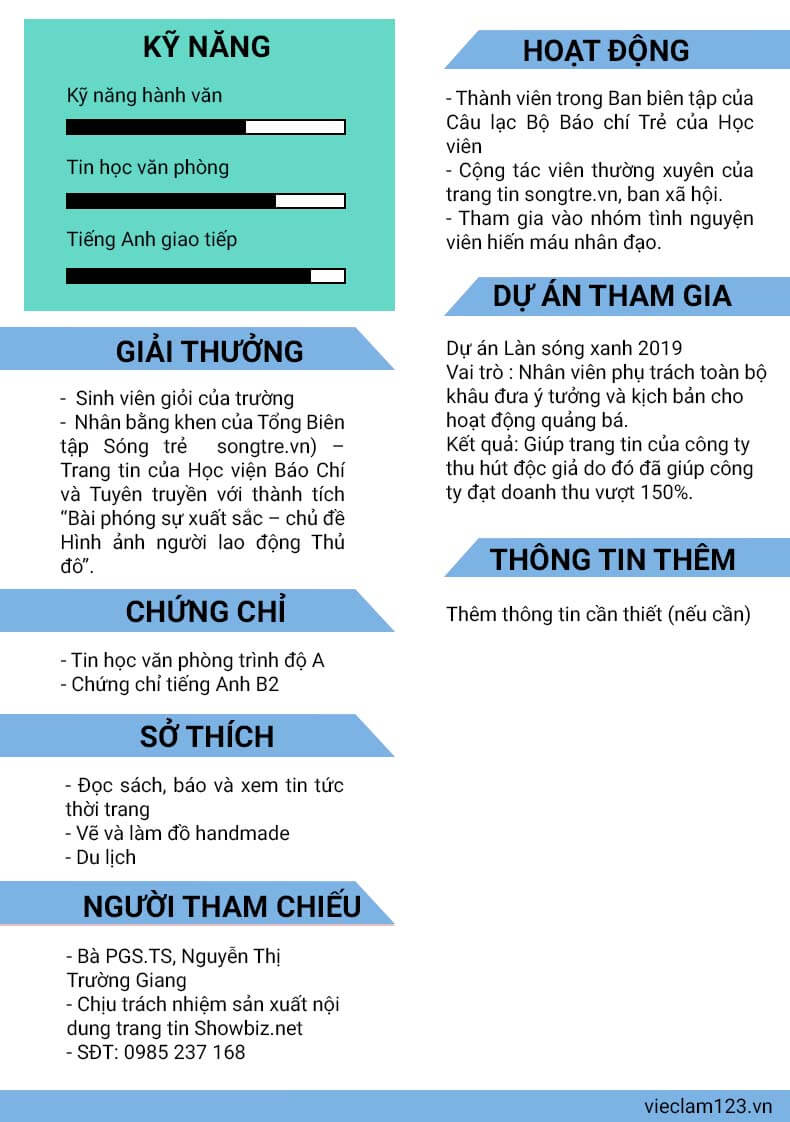 KỸ NĂNG
Kỹ năng hành văn
Tin học văn phòng
Tiếng Anh giao tiếp
GIẢI THƯỞNG
- Sinh viên giỏi của trường
- Nhân bằng khen của Tổng Biên
tập Sóng trẻ songtre.vn) –
Trang tin của Học viện Báo Chí
và Tuyên truyền với thành tích
“Bài phóng sự xuất sắc – chủ đề
Hình ảnh người lao động Thủ
đô”.
CHỨNG CHỈ
- Tin học văn phòng trình độ A
- Chứng chỉ tiếng Anh B2
SỞ THÍCH
- Đọc sách, báo và xem tin tức
thời trang
- Vẽ và làm đồ handmade
- Du lịch
NGƯỜI THAM CHIẾU
- Bà PGS.TS, Nguyễn Thị
Trường Giang
- Chịu trách nhiệm sản xuất nội
dung trang tin Showbiz.net
- SĐT: 0985 237 168
HOẠT ĐỘNG
- Thành viên trong Ban biên tập của
Câu lạc Bộ Báo chí Trẻ của Học
viên
- Cộng tác viên thường xuyên của
trang tin songtre.vn, ban xã hội.
- Tham gia vào nhóm tình nguyện
viên hiến máu nhân đạo.
DỰ ÁN THAM GIA
Dự án Làn sóng xanh 2019
Vai trò : Nhân viên phụ trách toàn bộ
khâu đưa ý tưởng và kịch bản cho
hoạt động quảng bá.
Kết quả: Giúp trang tin của công ty
thu hút độc giả do đó đã giúp công
ty đạt doanh thu vượt 150%.
THÔNG TIN THÊM
Thêm thông tin cần thiết (nếu cần)
vieclam123.vn